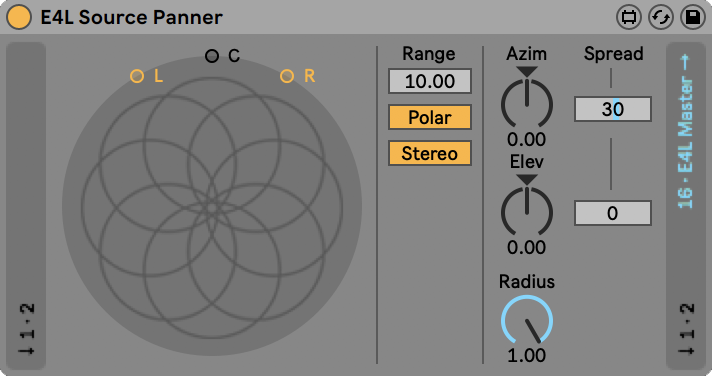 E4L Source Panner
↓ 1 · 2
C
L
R
Range
10.00
Polar
Stereo
Azim
0.00
Elev
0.00
Radius
1.00
Spread
30
0
16 · E4L Master →
↓ 1 · 2